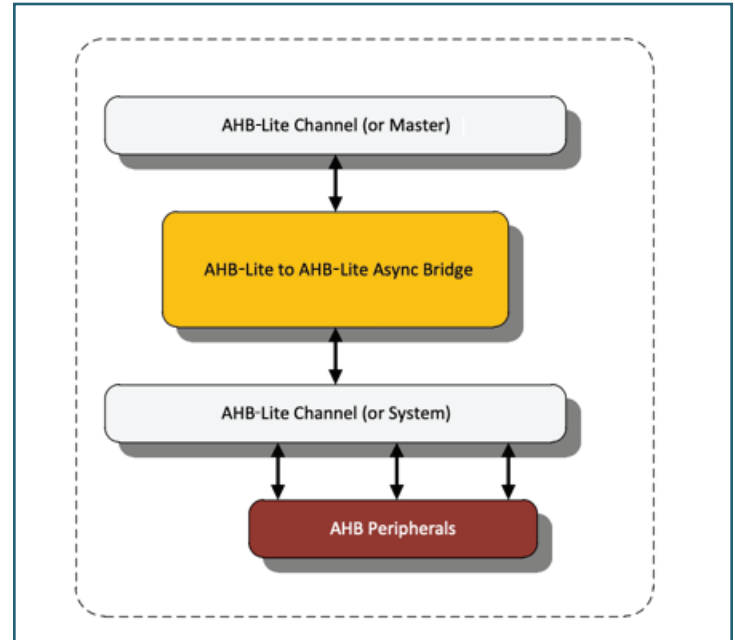 AHB-Lite Channel (or Master)
AHB-Lite to AHB-Lite Async Bridge
AHB-Lite Channel (or System)
AHB Peripherals